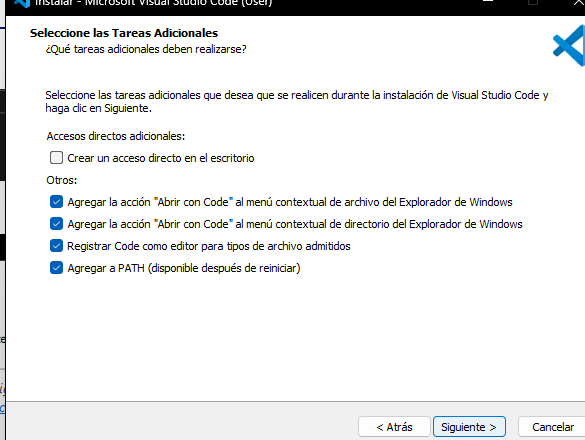 Instalar - Microsoft Visual Studio Code (User)
Seleccione las Tareas Adicionales
¿Qué tareas adicionales deben realizarse?
Seleccione las tareas adicionales que desea que se realicen durante la instalación de Visual Studio Code y
haga clic en Siguiente.
Accesos directos adicionales:
Crear un acceso directo en el escritorio
Otros:
Agregar la acción "Abrir con Code" al menú contextual de archivo del Explorador de Windows
Agregar la acción "Abrir con Code" al menú contextual de directorio del Explorador de Windows
Registrar Code como editor para tipos de archivo admitidos
Agregar a PATH (disponible después de reiniciar)
< Atrás
Siguiente >
Cancelar